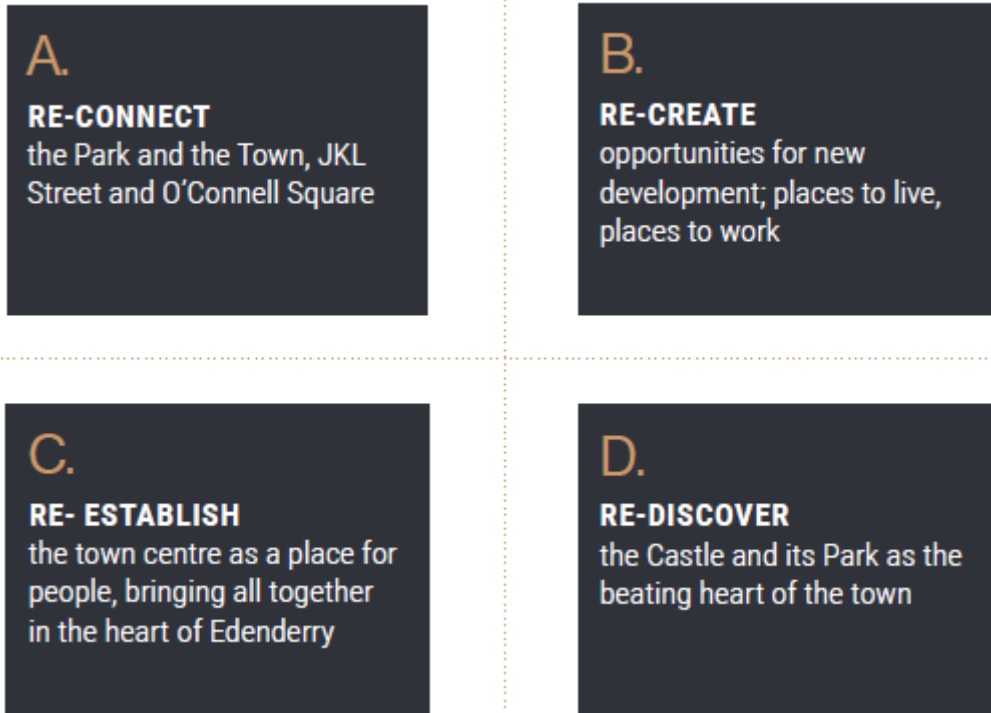 A.
RE-CONNECT
the Park and the Town, JKL
Street and O’Connell Square
B.
RE-CREATE
opportunities for new
development; places to live,
places to work
C.
RE- ESTABLISH
the town centre as a place for
people, bringing all together
in the heart of Edenderry
D.
RE-DISCOVER
the Castle and its Park as the
beating heart of the town